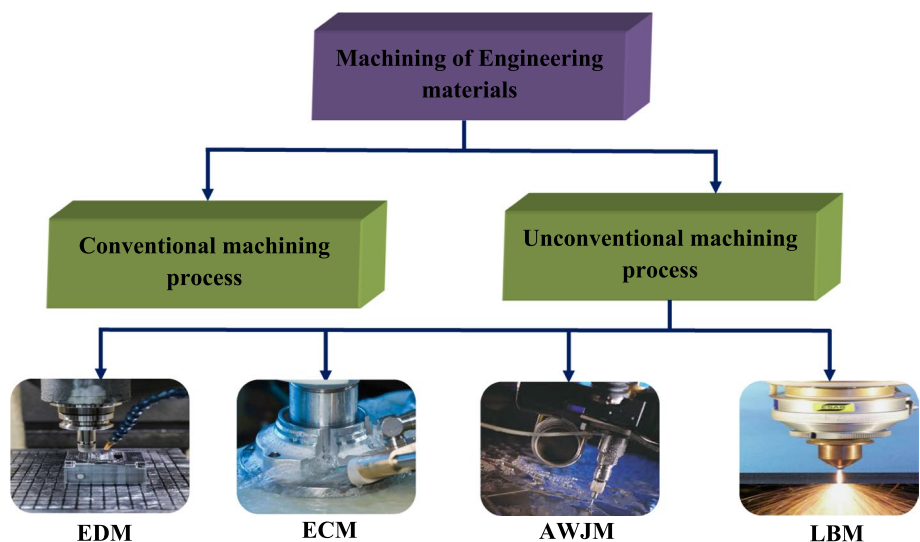 Machining of Engineering
materials
Conventional machining
process
Unconventional machining
process
EDM
ECM
AWJM
LBM